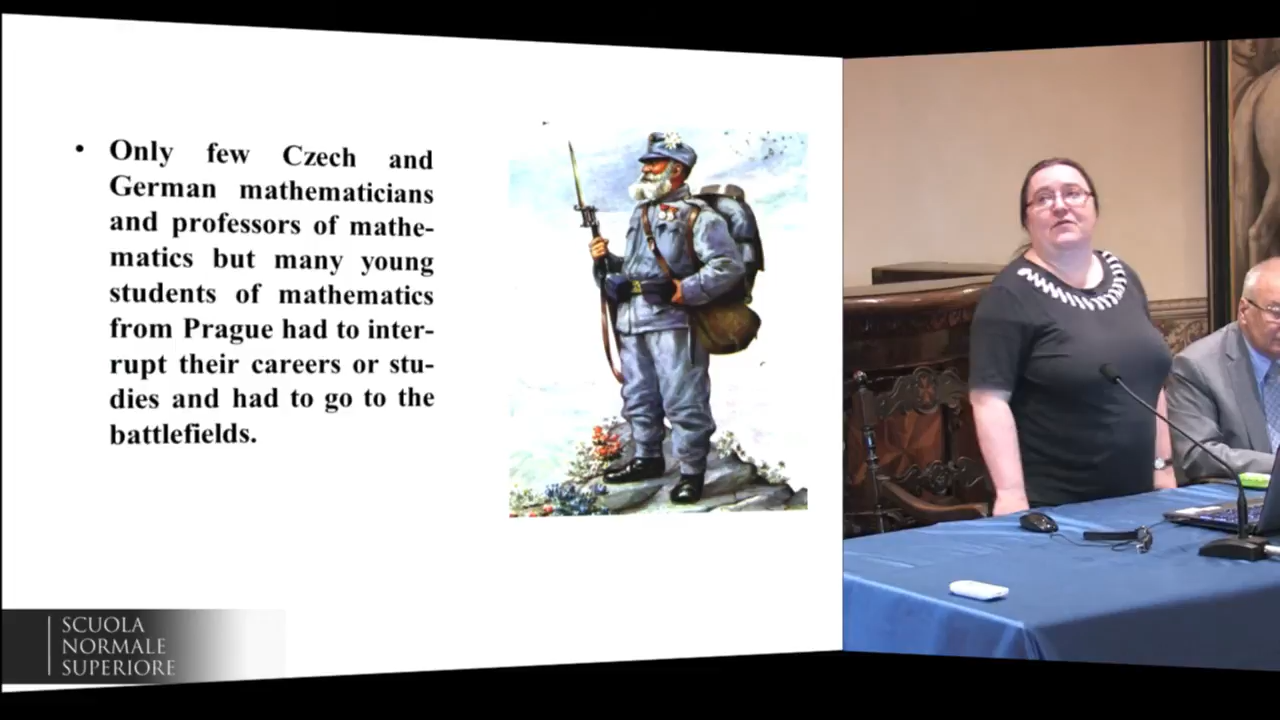 • Only few Czech and
German mathematicians
and professors of mathe-
matics but many young
students of mathematics
from Prague had to inter-
rupt their careers or stu-
dies and had to go to the
battlefields.
SCUOLA
NORMALE
SUPERIORE